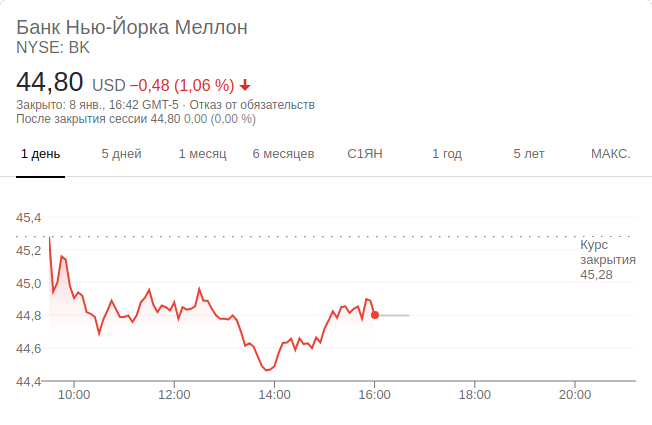 Банк Нью-Йорка Меллон
NYSE: BK
44,80 USD −0,48 (1,06 %)
Закрыто: 8 янв., 16:42 GMT-5 · Отказ от обязательств
После закрытия сессии 44,80 0,00 (0,00 %)
1 день 5 дней 1 месяц 6 месяцев С1ЯН 1 год 5 лет МАКС.
45,4
45,2
45,0
44,8
44,6
44,4
Курс
закрытия
45,28
10:00 12:00 14:00 16:00 18:00 20:00